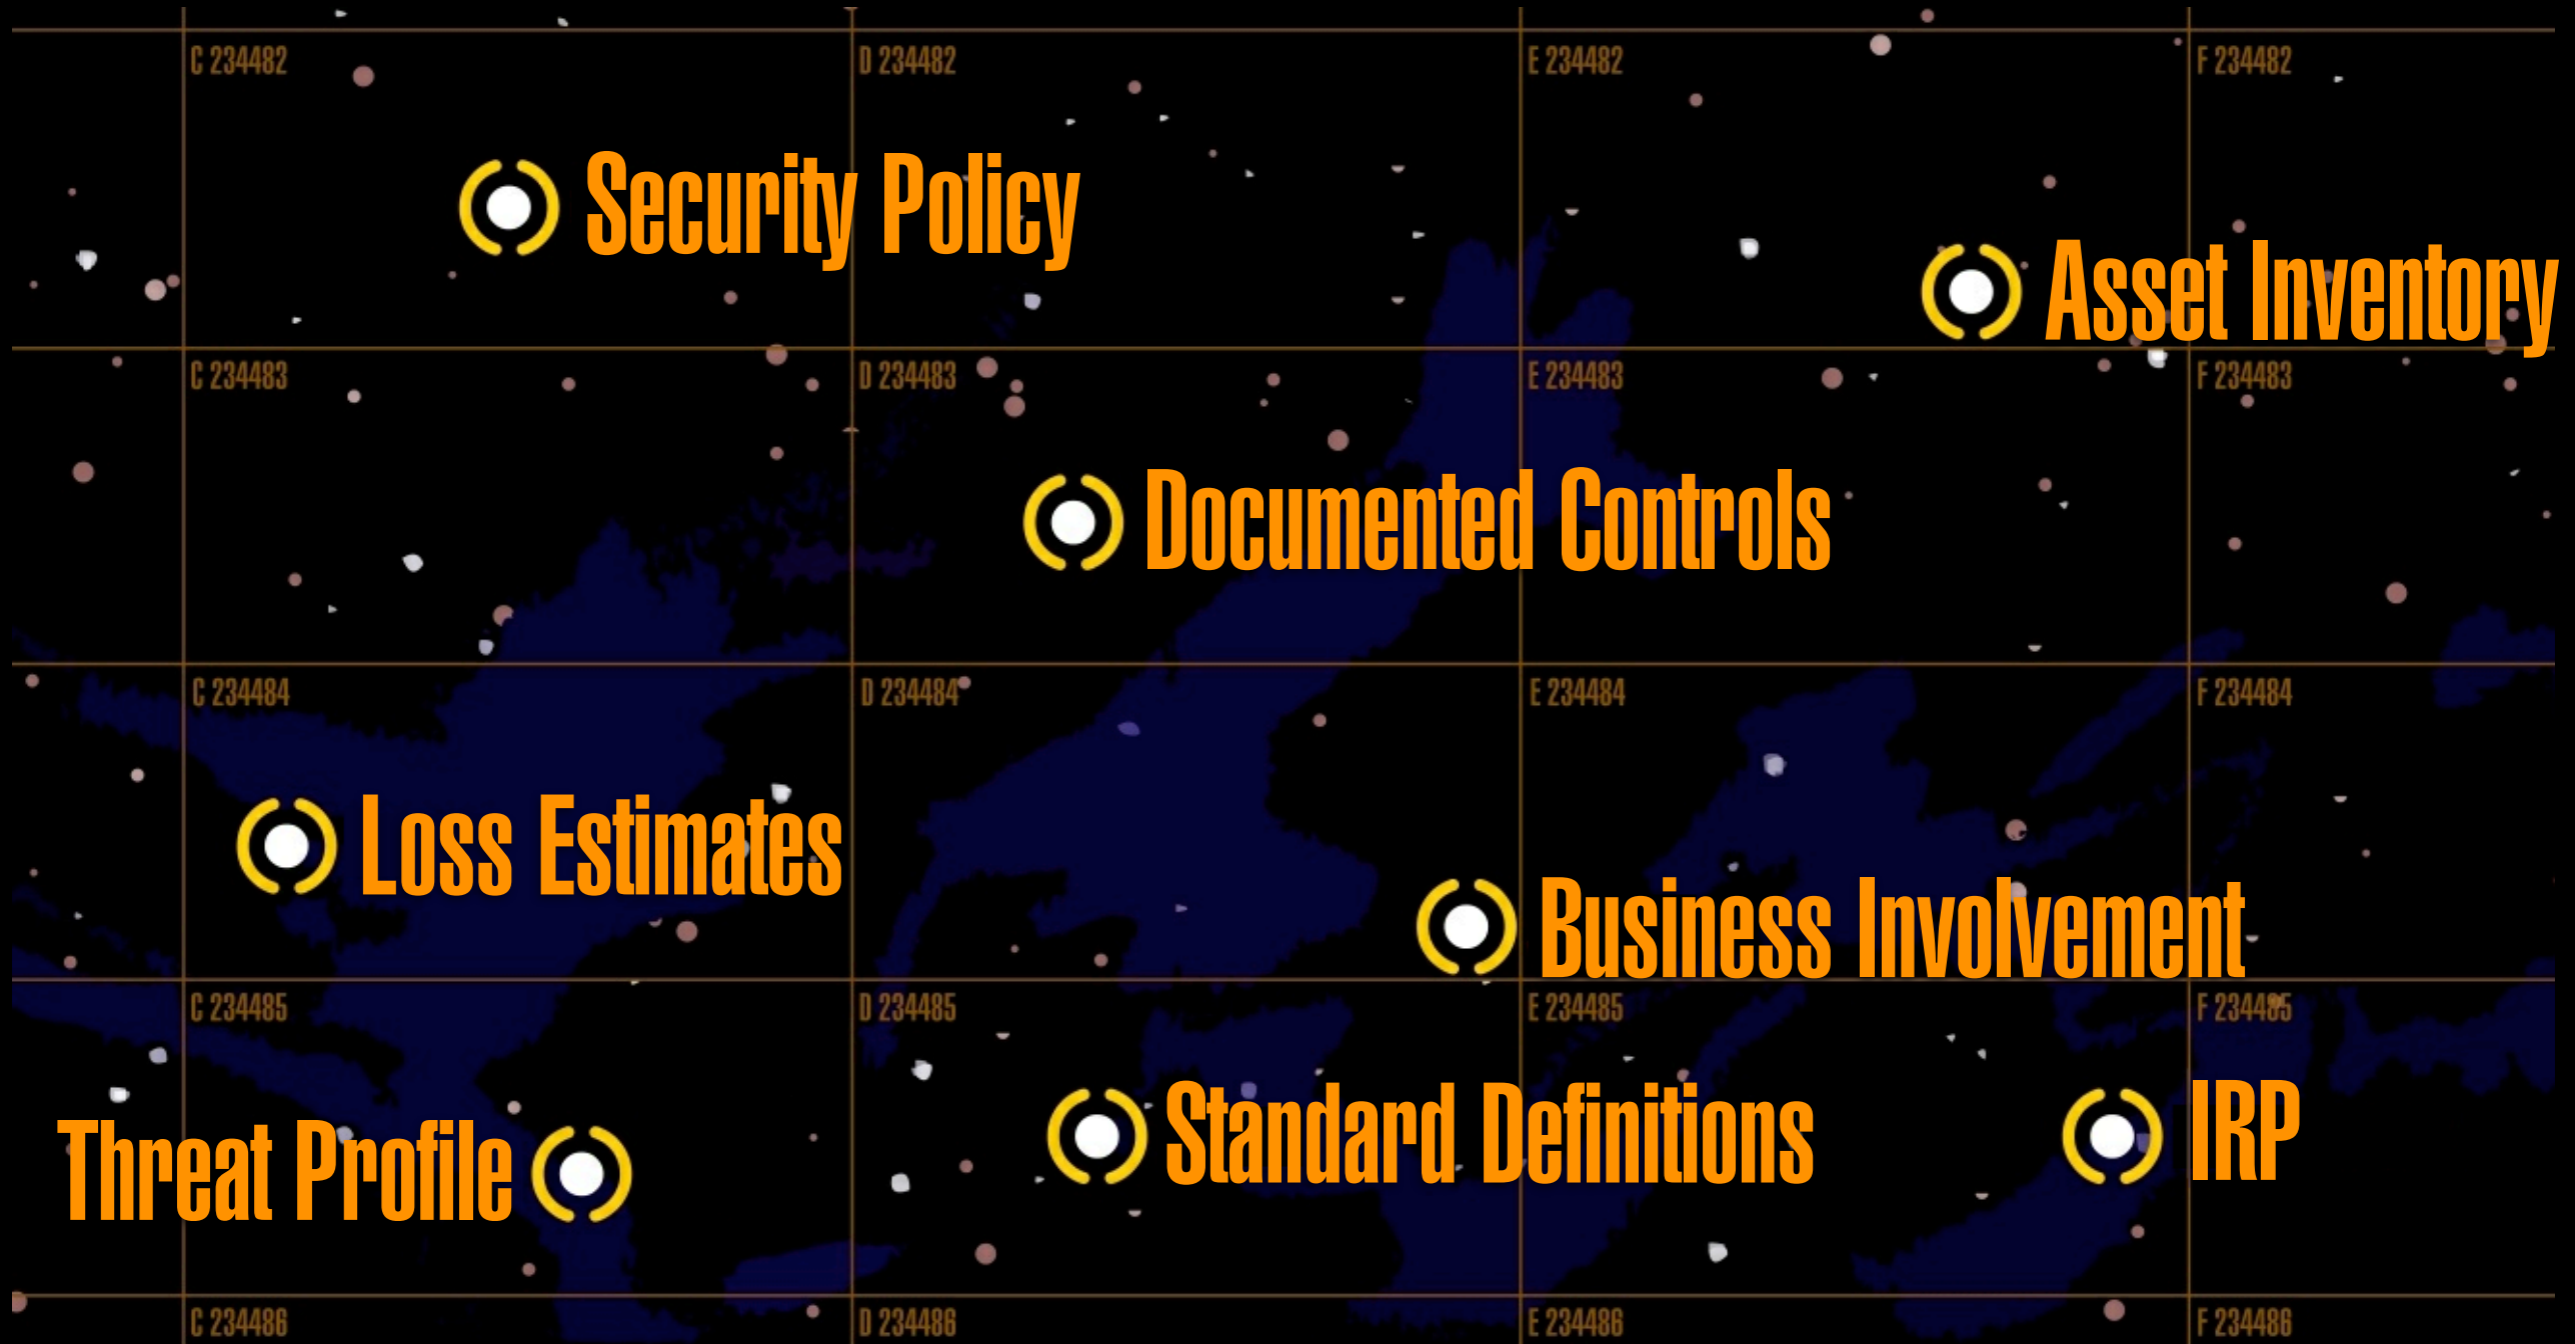 C 234482
D 234482
E 234482
F 234482
Security Policy
Asset Inventory
C 234483
D 234483
E 234483
F 234483
Documented Controls
C 234484
D 234484
E 234484
F 234484
Loss Estimates
Business Involvement
C 234485
D 234485
E 234485
F 234485
Threat Profile
Standard Definitions
IRP
C 234486
D 234486
E 234486
F 234486